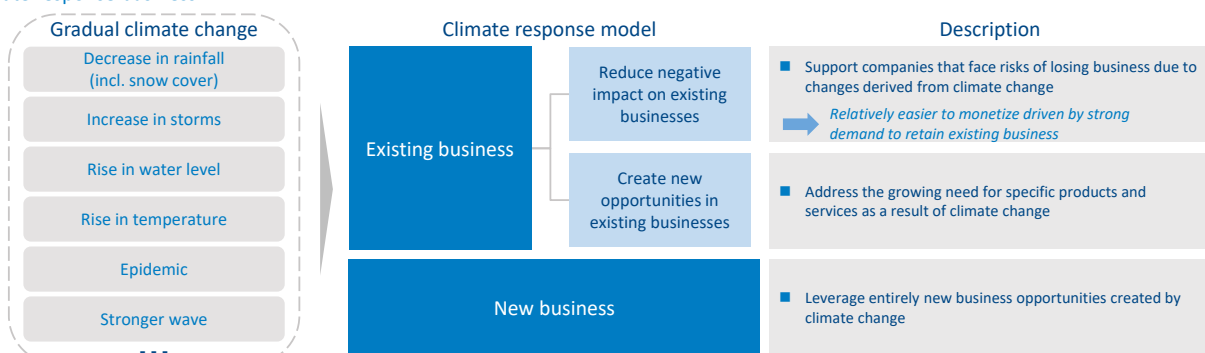 Gradual climate change
Decrease in rainfall
(incl. snow cover)
Increase in storms
Rise in water level
Rise in temperature
Epidemic
Stronger wave
...
Climate response model
Existing business
Reduce negative
impact on existing
businesses
Create new
opportunities in
existing businesses
New business
Description
Support companies that face risks of losing business due to
changes derived from climate change
Relatively easier to monetize driven by strong
demand to retain existing business
Address the growing need for specific products and
services as a result of climate change
Leverage entirely new business opportunities created by
climate change